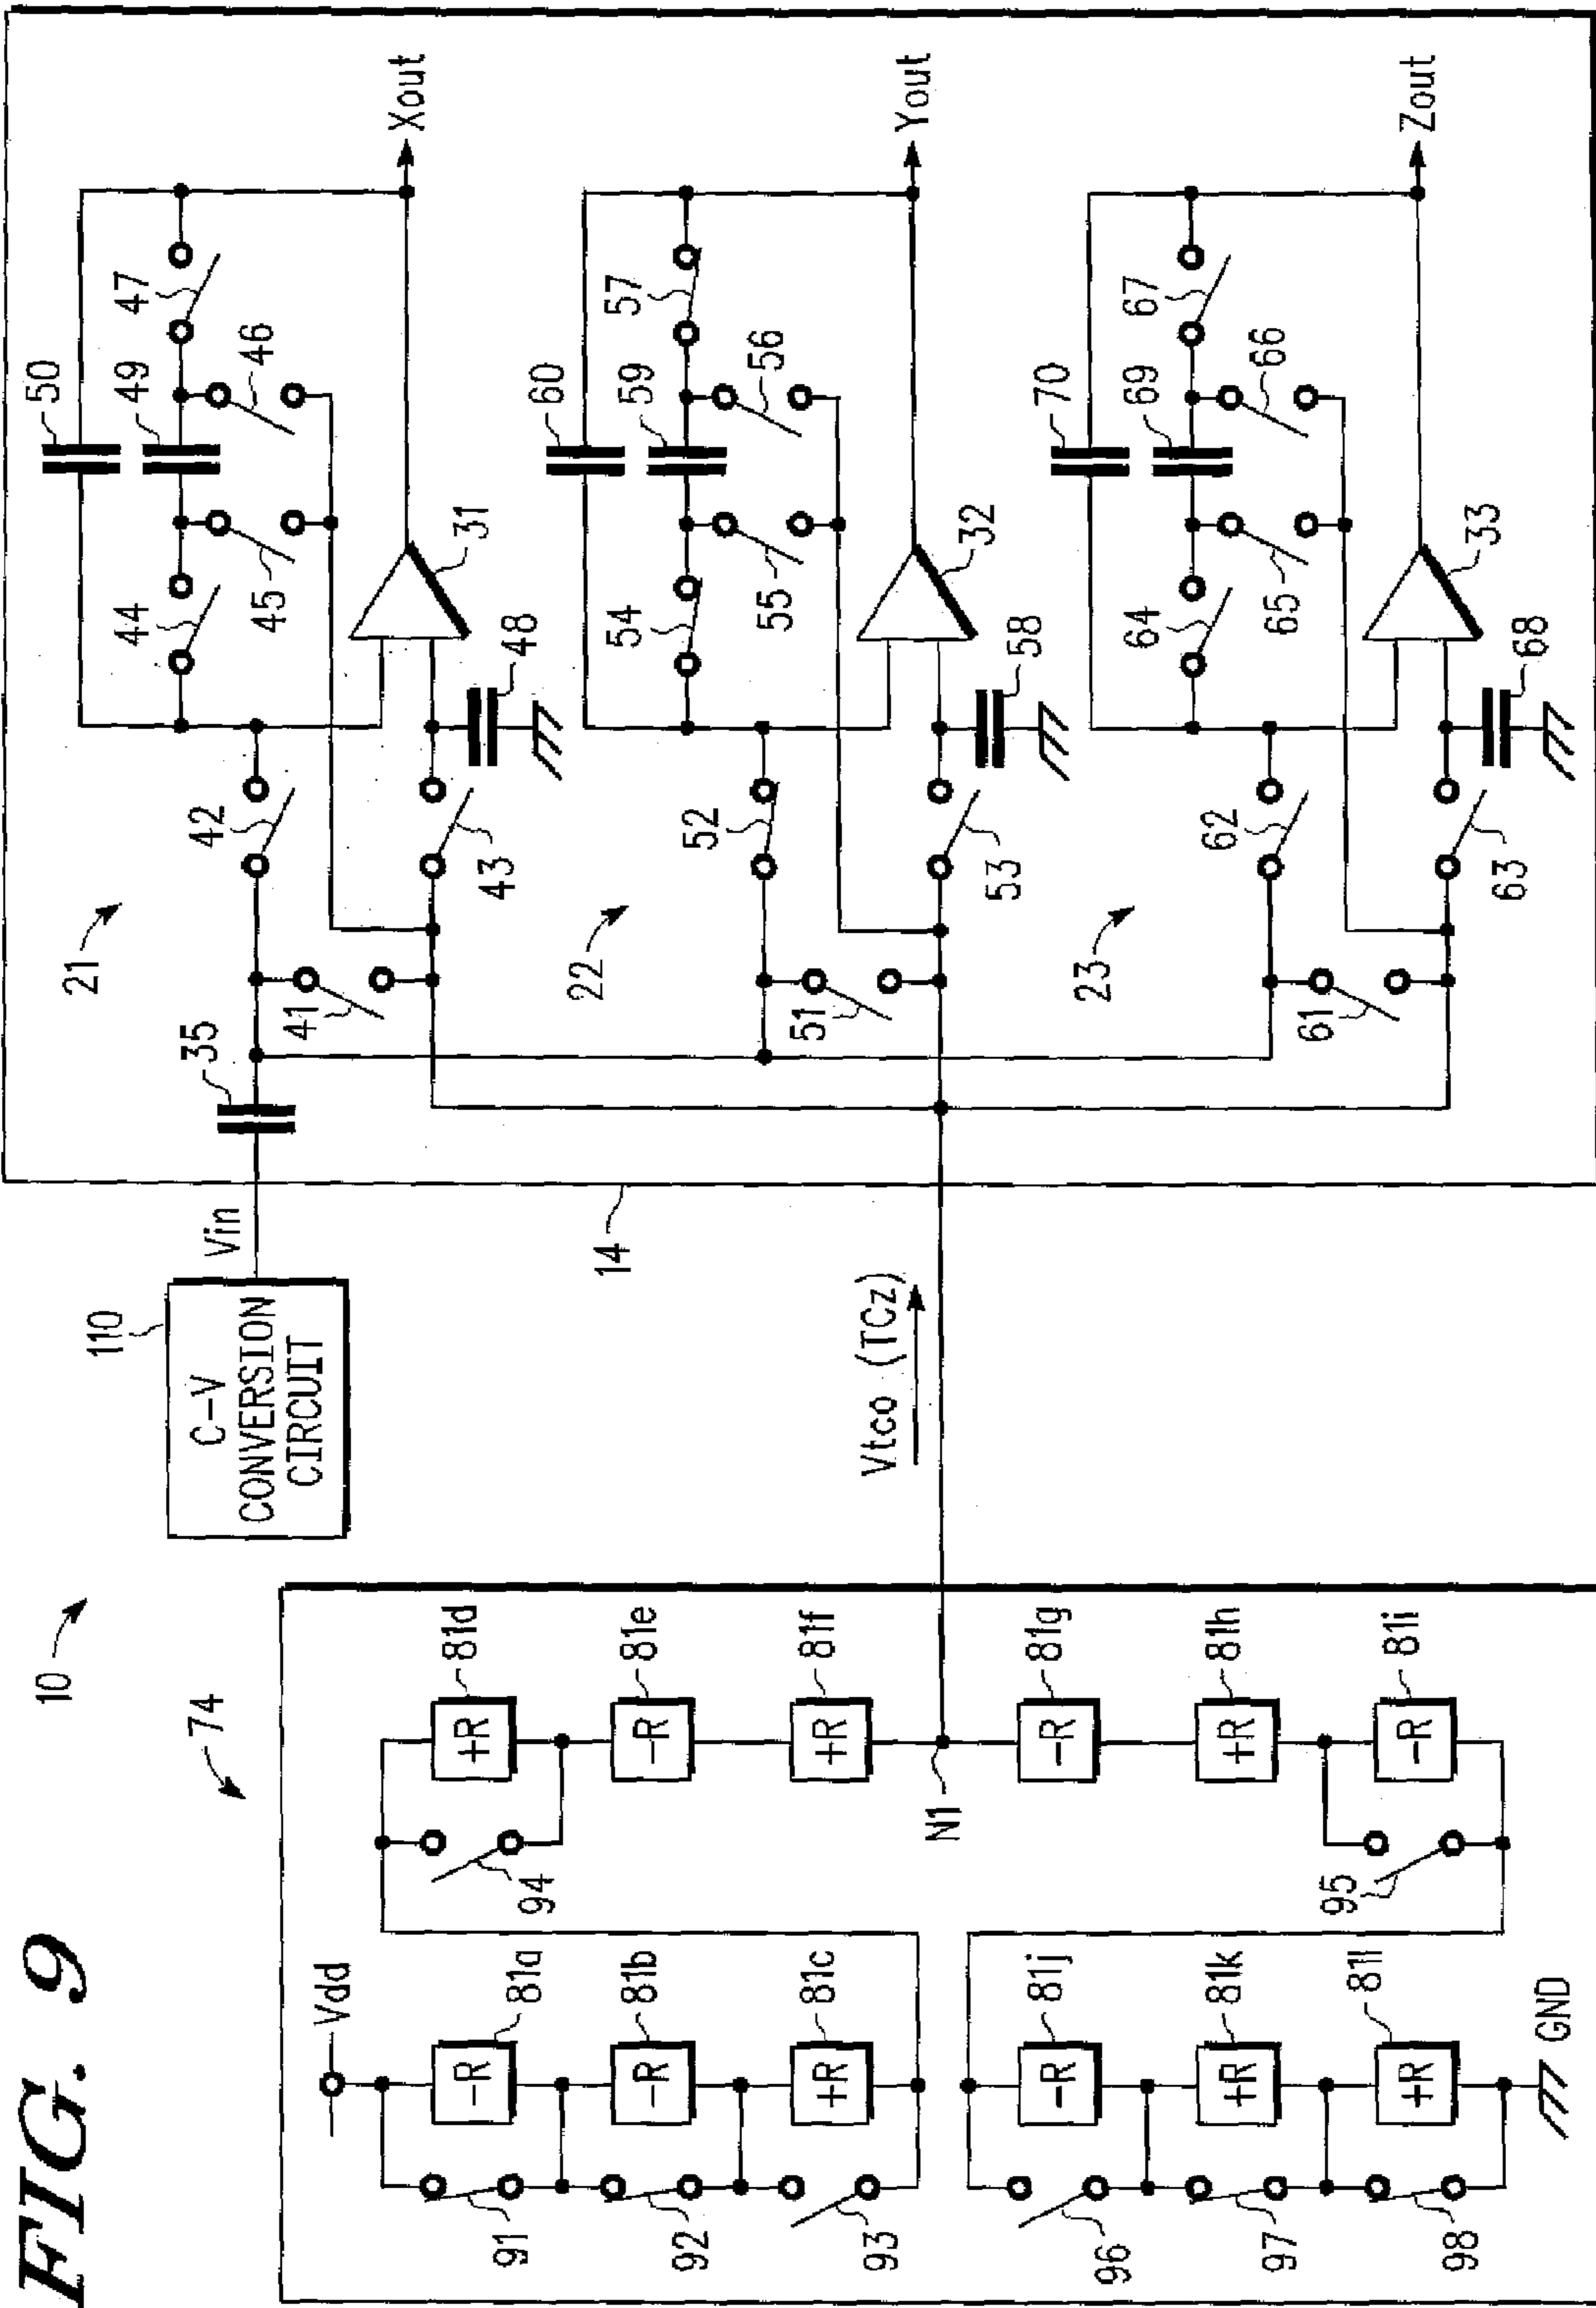 FIG. 9
10
74
Vdd
81a
-R
91
81b
-R
92
81c
+R
93
81d
+R
94
81e
-R
81f
+R
N1
81g
-R
81h
+R
81i
-R
95
81j
-R
96
81k
+R
97
81l
+R
98
GND
Vtco (TCz)
110
C-V
CONVERSION
CIRCUIT
Vin
14
35
21
41
42
43
44
45
46
47
48
49
50
31
Xout
22
51
52
53
54
55
56
57
58
59
60
32
Yout
23
61
62
63
64
65
66
67
68
69
70
33
Zout